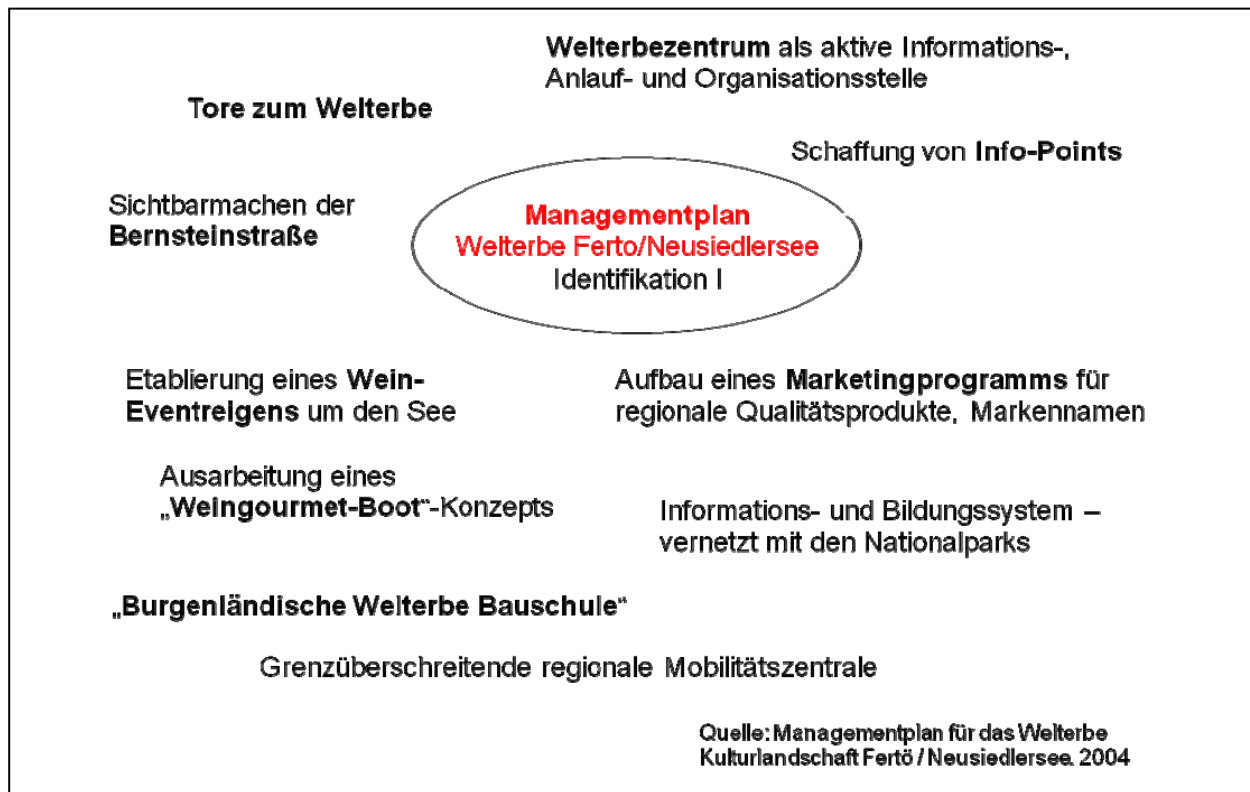 Welterbezentrum als aktive Informations-,
Anlauf- und Organisationsstelle
Tore zum Welterbe
Schaffung von Info-Points
Sichtbarmachen der
Bernsteinstraße
Managementplan
Welterbe Ferto/Neusiedlersee
Identifikation I
Etablierung eines Wein-
Eventreigens um den See
Aufbau eines Marketingprogramms für
regionale Qualitätsprodukte, Markennamen
Ausarbeitung eines
„Weingourmet-Boot“-Konzepts
Informations- und Bildungssystem –
vernetzt mit den Nationalparks
„Burgenländische Welterbe Bauschule“
Grenzüberschreitende regionale Mobilitätszentrale
Quelle: Managementplan für das Welterbe
Kulturlandschaft Fertö / Neusiedlersee. 2004